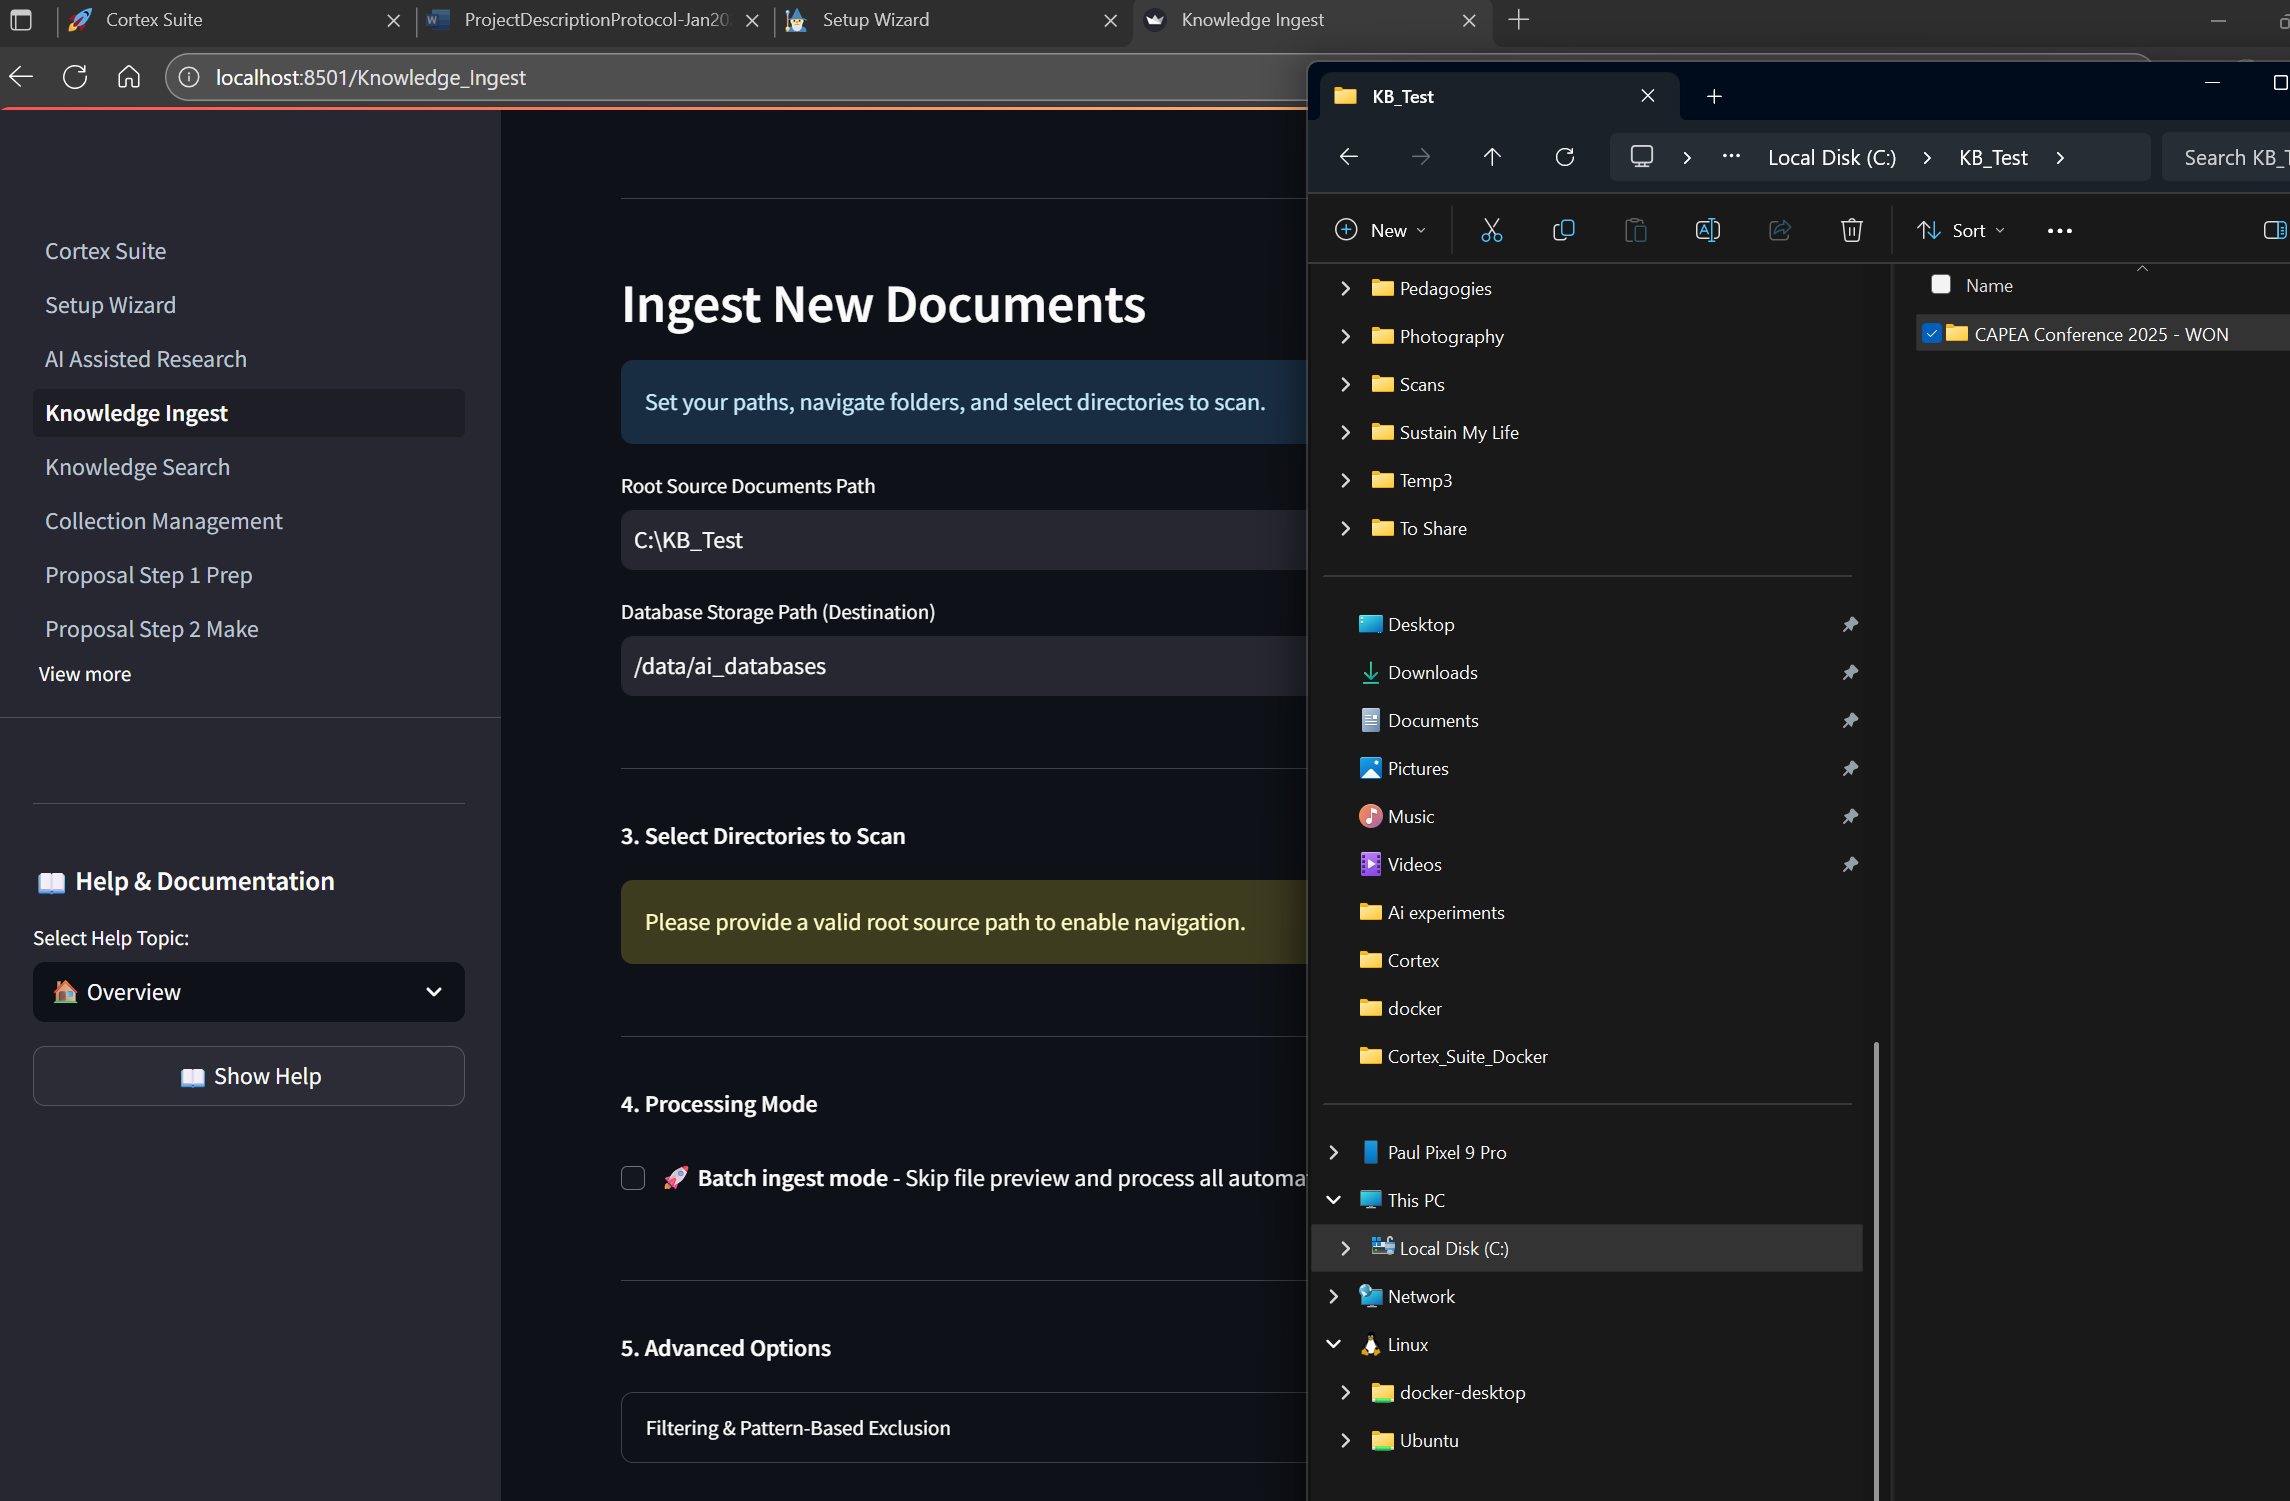 Cortex Suite
ProjectDescriptionProtocol-Jan20
Setup Wizard
Knowledge Ingest
localhost:8501/Knowledge_Ingest
Cortex Suite
Setup Wizard
AI Assisted Research
Knowledge Ingest
Knowledge Search
Collection Management
Proposal Step 1 Prep
Proposal Step 2 Make
View more
Help & Documentation
Select Help Topic:
Overview
Show Help
Ingest New Documents
Set your paths, navigate folders, and select directories to scan.
Root Source Documents Path
C:\KB_Test
Database Storage Path (Destination)
/data/ai_databases
3. Select Directories to Scan
Please provide a valid root source path to enable navigation.
4. Processing Mode
Batch ingest mode - Skip file preview and process all automa
5. Advanced Options
Filtering & Pattern-Based Exclusion
KB_Test
Local Disk (C:) KB_Test
Search KB_T
New
Sort
Pedagogies
Photography
Scans
Sustain My Life
Temp3
To Share
Desktop
Downloads
Documents
Pictures
Music
Videos
Ai experiments
Cortex
docker
Cortex_Suite_Docker
Paul Pixel 9 Pro
This PC
Local Disk (C:)
Network
Linux
docker-desktop
Ubuntu
Name
CAPEA Conference 2025 - WON